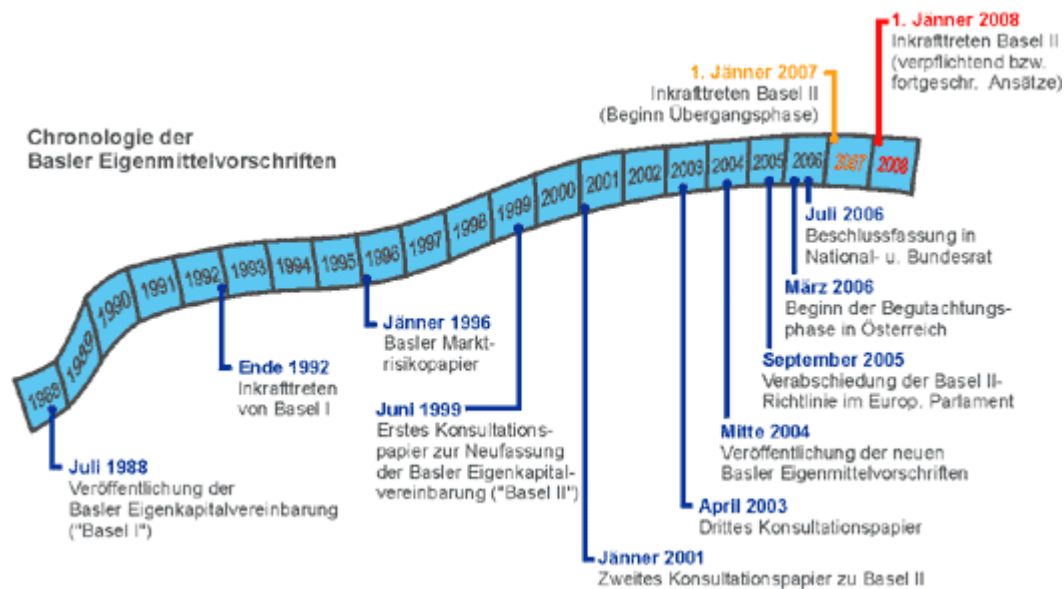 Chronologie der
Basler Eigenmittelvorschriften
1988
1989
1990
1991
1992
1993
1994
1995
1996
1997
1998
1999
2000
2001
2002
2003
2004
2005
2006
2007
2008
Juli 1988
Veröffentlichung der
Basler Eigenkapitalvereinbarung
("Basel I")
Ende 1992
Inkrafttreten
von Basel I
Jänner 1996
Basler Markt-
risikopapier
Juni 1999
Erstes Konsultations-
papier zur Neufassung
der Basler Eigenkapital-
vereinbarung ("Basel II")
Jänner 2001
Zweites Konsultationspapier zu Basel II
April 2003
Drittes Konsultationspapier
Mitte 2004
Veröffentlichung der neuen
Basler Eigenmittelvorschriften
September 2005
Verabschiedung der Basel II-
Richtlinie im Europ. Parlament
März 2006
Beginn der Begutachtungs-
phase in Österreich
Juli 2006
Beschlussfassung in
National- u. Bundesrat
1. Jänner 2007
Inkrafttreten Basel II
(Beginn Übergangsphase)
1. Jänner 2008
Inkrafttreten Basel II
(verpflichtend bzw.
fortgeschr. Ansätze)